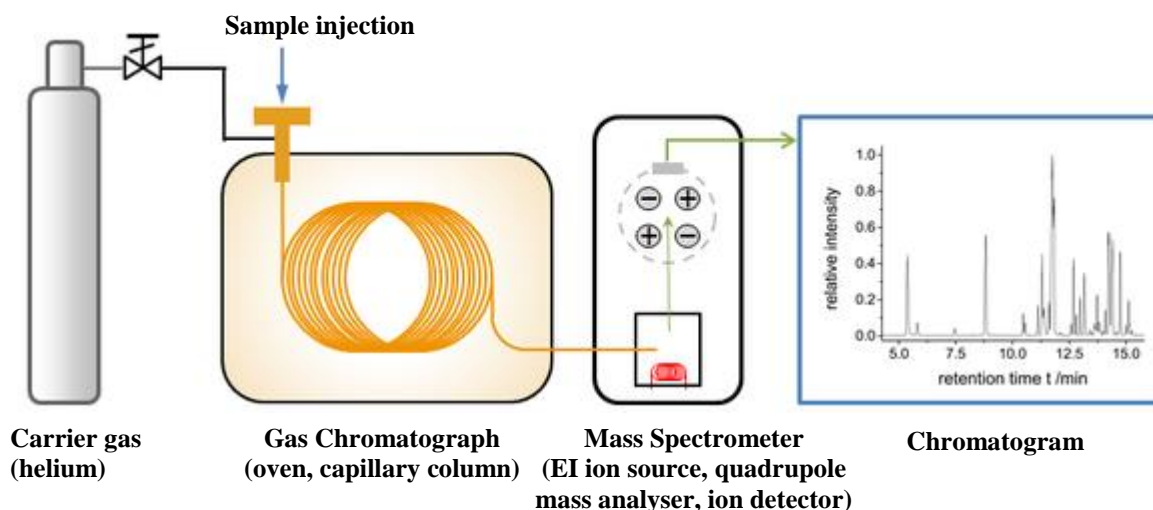 Sample injection
Carrier gas
(helium)
Gas Chromatograph
(oven, capillary column)
Mass Spectrometer
(EI ion source, quadrupole
mass analyser, ion detector)
− +
+ −
relative intensity
1.0
0.8
0.6
0.4
0.2
0.0
5.0 7.5 10.0 12.5 15.0
retention time t /min
Chromatogram